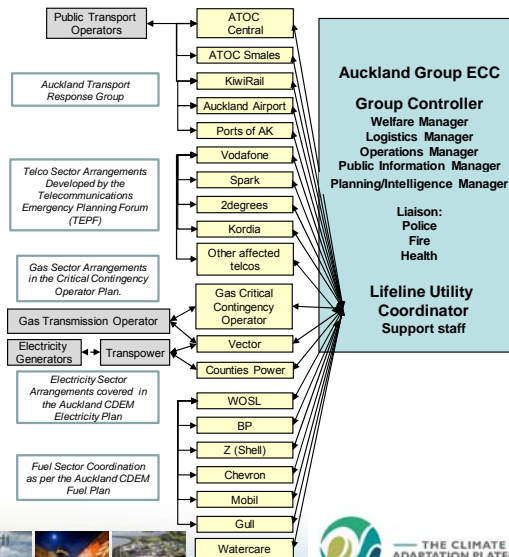 Public Transport
Operators
ATOC
Central
ATOC Smales
KiwiRail
Auckland Airport
Ports of AK
Auckland Transport
Response Group
Vodafone
Spark
2degrees
Kordia
Other affected
telcos
Telco Sector Arrangements
Developed by the
Telecommunications
Emergency Planning Forum
(TEPF)
Gas Sector Arrangements
in the Critical Contingency
Operator Plan.
Gas Critical
Contingency
Operator
Gas Transmission Operator
Electricity
Generators
Transpower
Vector
Counties Power
Electricity Sector
Arrangements covered in
the Auckland CDEM
Electricity Plan
WOSL
BP
Z (Shell)
Chevron
Mobil
Gull
Fuel Sector Coordination
as per the Auckland CDEM
Fuel Plan
Watercare
Auckland Group ECC
Group Controller
Welfare Manager
Logistics Manager
Operations Manager
Public Information Manager
Planning/Intelligence Manager
Liaison:
Police
Fire
Health
Lifeline Utility
Coordinator
Support staff
THE CLIMATE